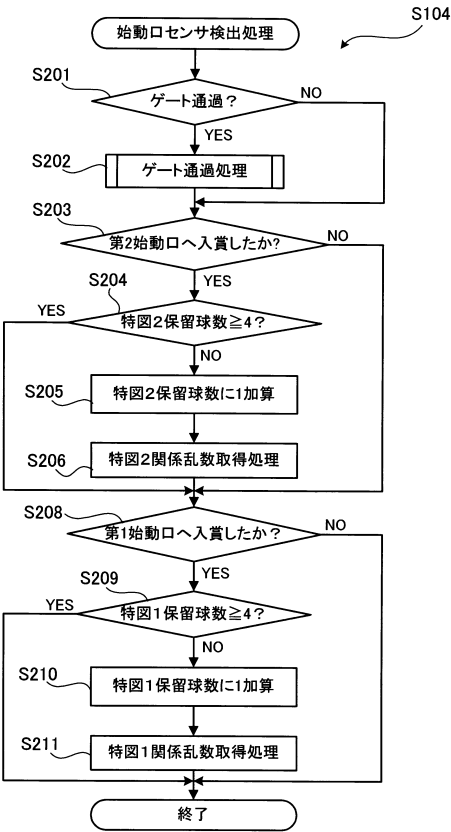 S104
始動口センサ検出処理
S201
ゲート通過？
NO
YES
S202
ゲート通過処理
S203
第2始動口へ入賞したか?
NO
YES
S204
YES
特図２保留球数≧4？
NO
S205
特図２保留球数に1加算
S206
特図２関係乱数取得処理
S208
第1始動口へ入賞したか？
NO
YES
S209
YES
特図１保留球数≧4？
NO
S210
特図１保留球数に1加算
S211
特図１関係乱数取得処理
終了